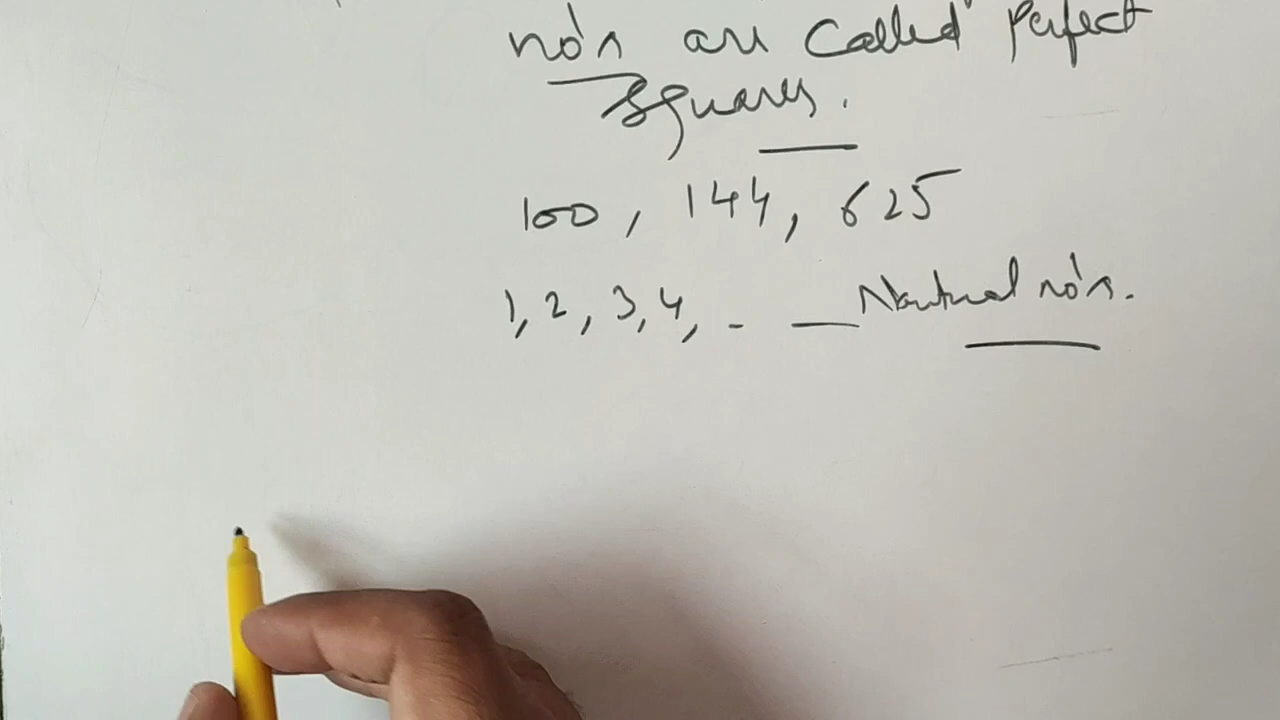 no's are called perfect
squares.
100, 144, 625
1, 2, 3, 4, - — Natural no's.